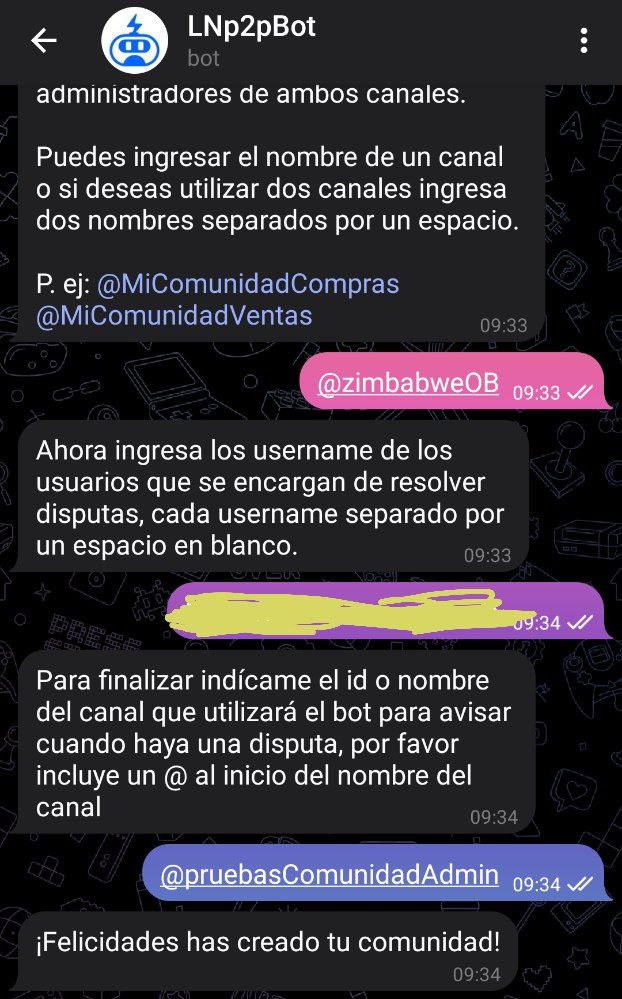 LNp2pBot
bot
administradores de ambos canales.
Puedes ingresar el nombre de un canal
o si deseas utilizar dos canales ingresa
dos nombres separados por un espacio.
P. ej: @MiComunidadCompras
@MiComunidadVentas
09:33
@zimbabweOB 09:33
Ahora ingresa los username de los
usuarios que se encargan de resolver
disputas, cada username separado por
un espacio en blanco.
09:33
09:34
Para finalizar indícame el id o nombre
del canal que utilizará el bot para avisar
cuando haya una disputa, por favor
incluye un @ al inicio del nombre del
canal
09:34
@pruebasComunidadAdmin 09:34
¡Felicidades has creado tu comunidad!
09:34